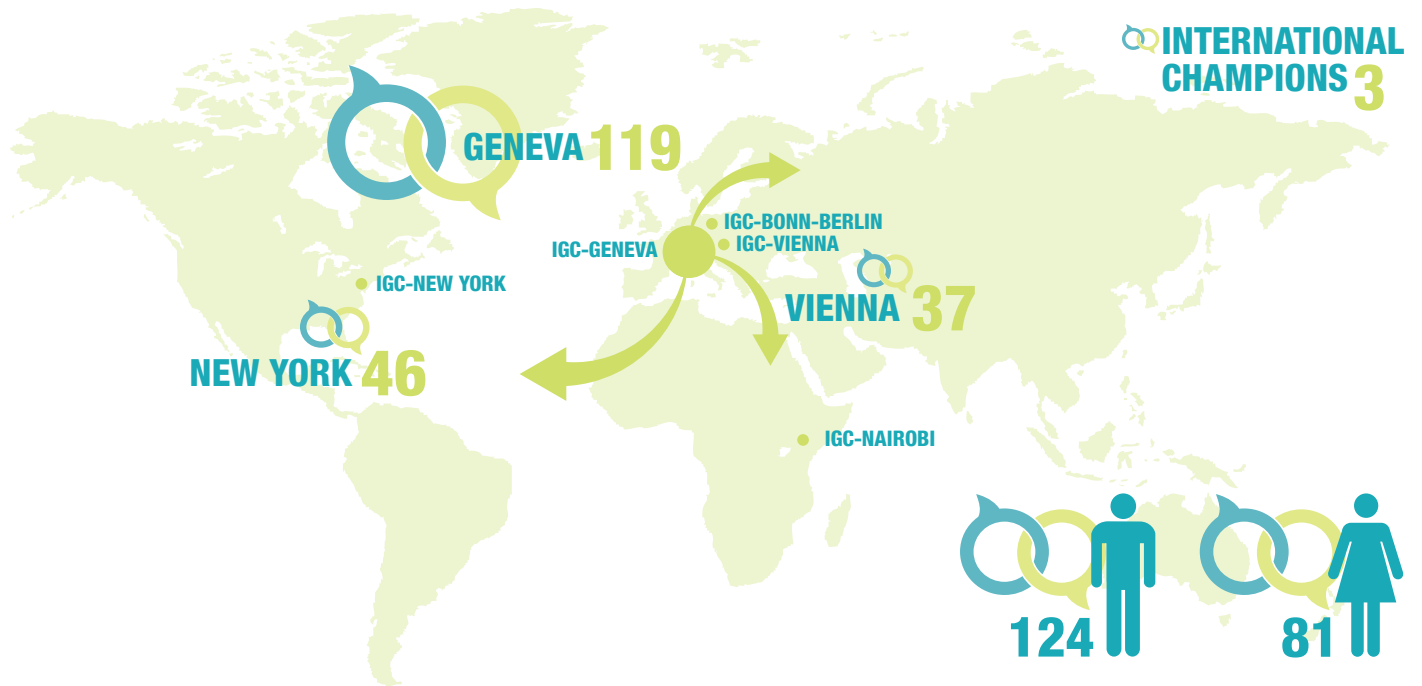 INTERNATIONAL
CHAMPIONS 3
GENEVA 119
IGC-BONN-BERLIN
IGC-VIENNA
IGC-GENEVA
IGC-NEW YORK
VIENNA 37
NEW YORK 46
IGC-NAIROBI
124
81